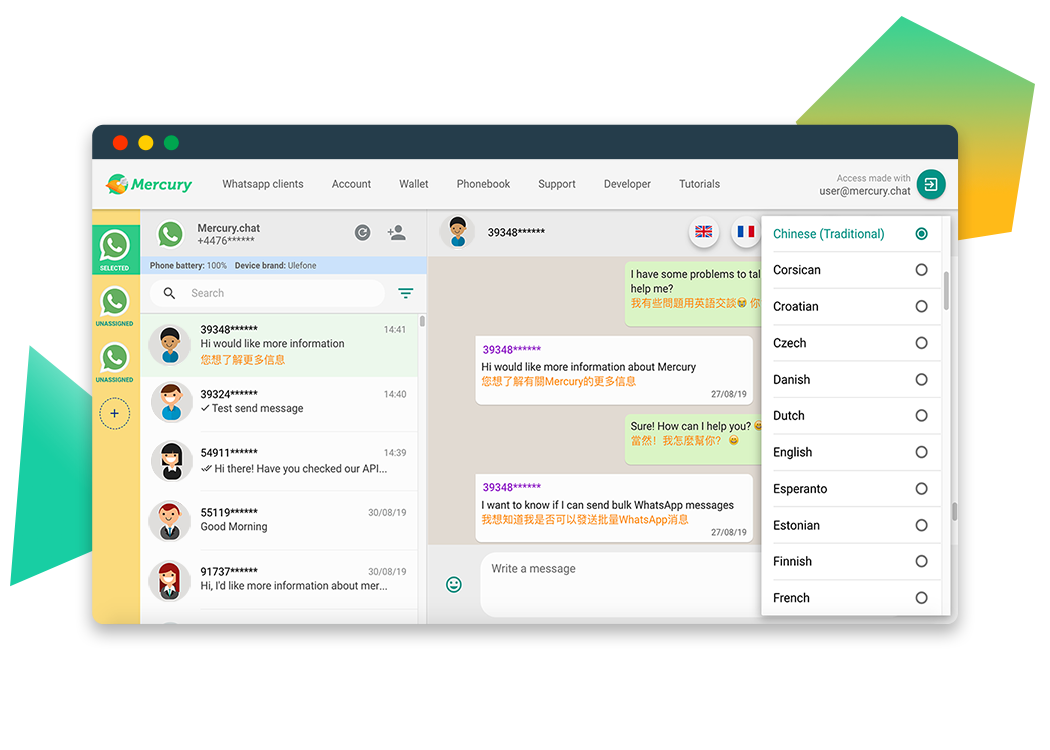 Mercury
Whatsapp clients
Account
Wallet
Phonebook
Support
Developer
Tutorials
Access made with
user@mercury.chat
SELECTED
UNASSIGNED
UNASSIGNED
+
Mercury.chat
+4476******
Phone battery: 100% Device brand: Ulefone
Search
39348****** 14:41
Hi would like more information
您想了解更多信息
39324****** 14:40
Test send message
54911****** 14:39
Hi there! Have you checked our API...
55119****** 30/08/19
Good Morning
91737****** 30/08/19
Hi, I'd like more information about mer...
39348******
I have some problems to tal
help me?
我有些問題用英語交談😭 你
39348******
Hi would like more information about Mercury
您想了解有關Mercury的更多信息
27/08/19
Sure! How can I help you? 😄
當然！我怎麼幫你？ 😄
39348******
I want to know if I can send bulk WhatsApp messages
我想知道我是否可以發送批量WhatsApp消息
27/08/19
Write a message
Chinese (Traditional)
Corsican
Croatian
Czech
Danish
Dutch
English
Esperanto
Estonian
Finnish
French